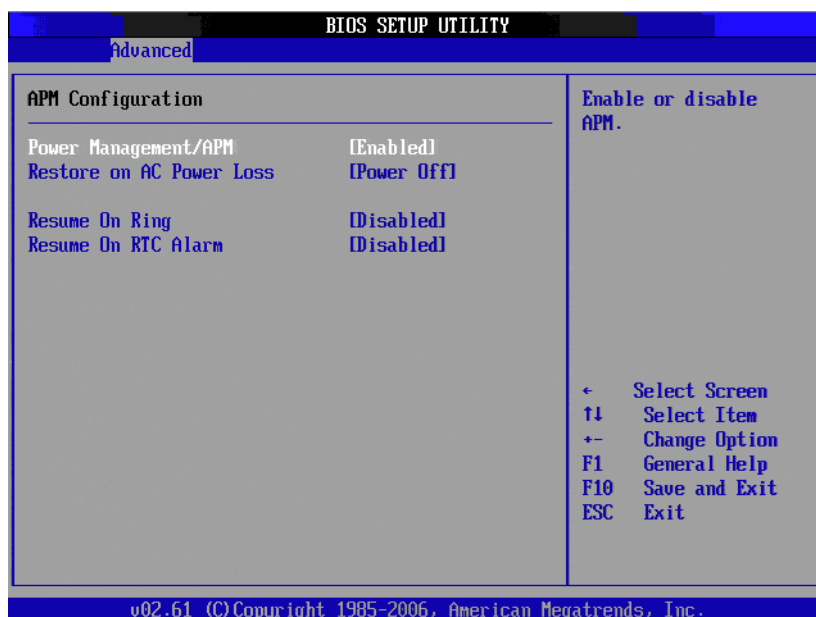 BIOS SETUP UTILITY
Advanced
APM Configuration
Power Management/APM [Enabled]
Restore on AC Power Loss [Power Off]
Resume On Ring [Disabled]
Resume On RTC Alarm [Disabled]
Enable or disable
APM.
← Select Screen
↑↓ Select Item
+- Change Option
F1 General Help
F10 Save and Exit
ESC Exit
v02.61 (C)Copyright 1985-2006, American Megatrends, Inc.